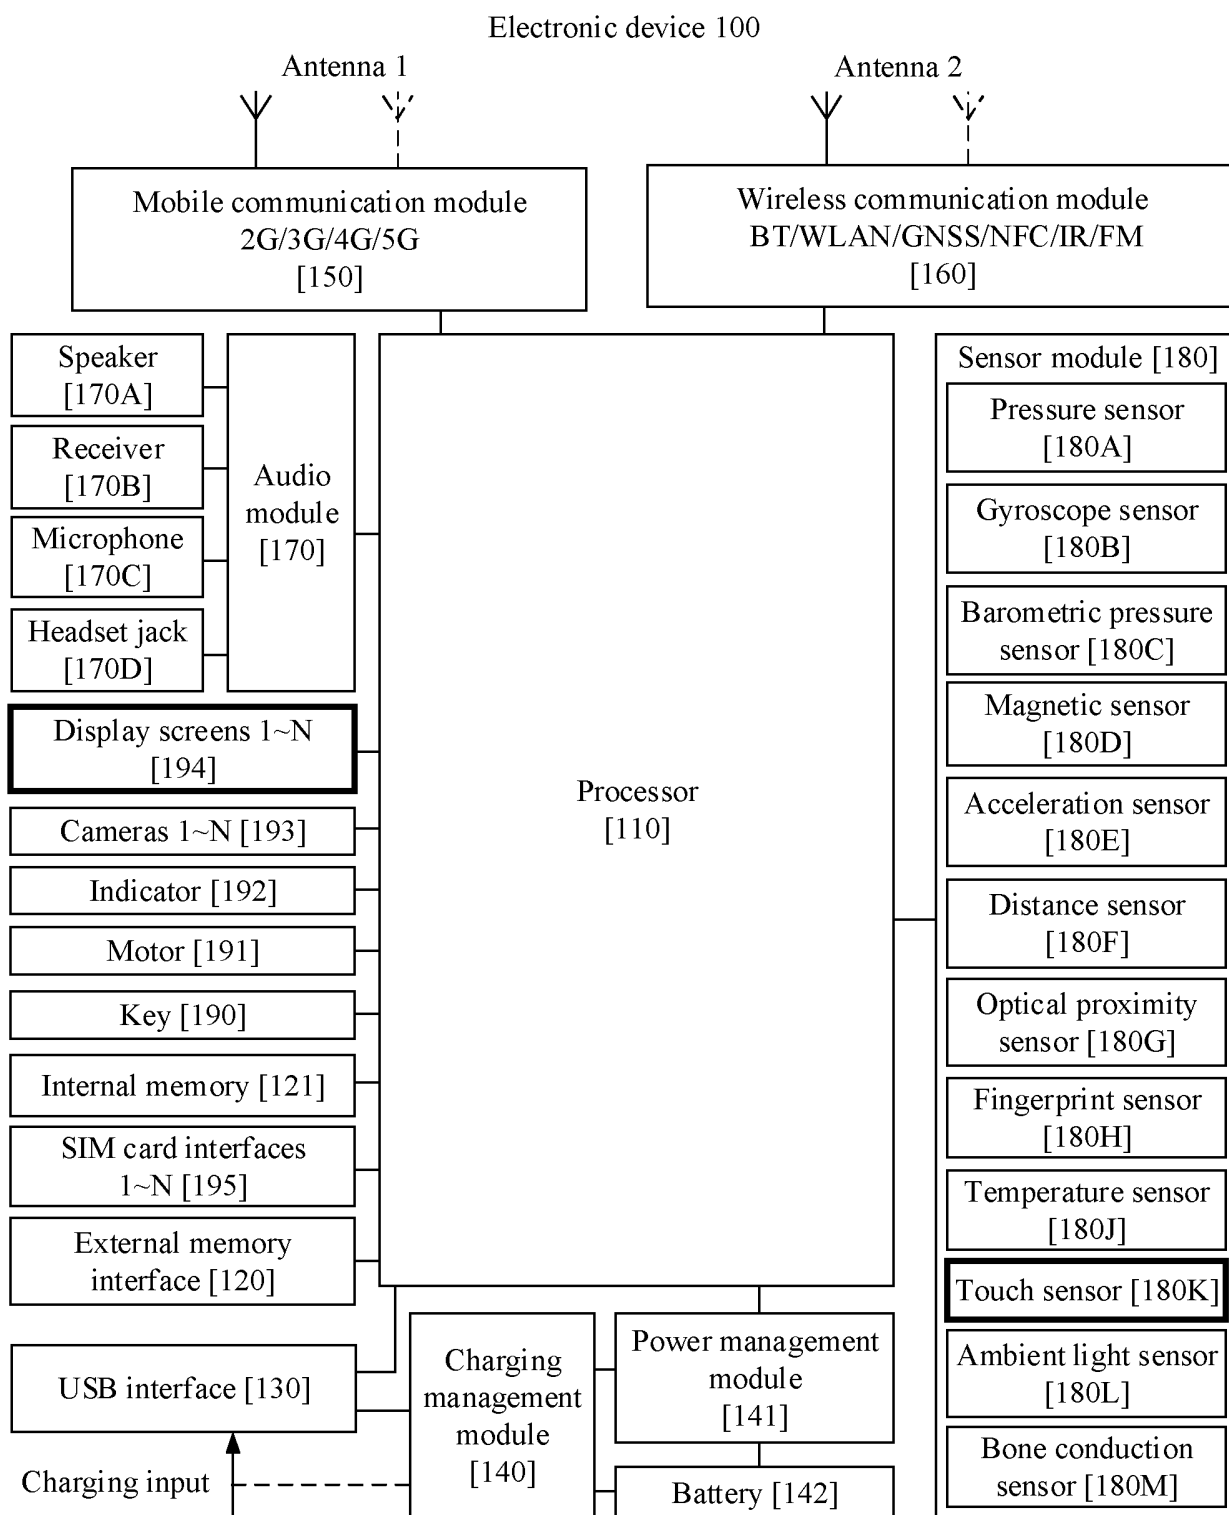 Electronic device 100
Antenna 1
Antenna 2
Mobile communication module
2G/3G/4G/5G
[150]
Wireless communication module
BT/WLAN/GNSS/NFC/IR/FM
[160]
Speaker
[170A]
Receiver
[170B]
Microphone
[170C]
Headset jack
[170D]
Audio
module
[170]
Display screens 1~N
[194]
Cameras 1~N [193]
Indicator [192]
Motor [191]
Key [190]
Internal memory [121]
SIM card interfaces
1~N [195]
External memory
interface [120]
USB interface [130]
Charging input
Processor
[110]
Charging
management
module
[140]
Power management
module
[141]
Battery [142]
Sensor module [180]
Pressure sensor
[180A]
Gyroscope sensor
[180B]
Barometric pressure
sensor [180C]
Magnetic sensor
[180D]
Acceleration sensor
[180E]
Distance sensor
[180F]
Optical proximity
sensor [180G]
Fingerprint sensor
[180H]
Temperature sensor
[180J]
Touch sensor [180K]
Ambient light sensor
[180L]
Bone conduction
sensor [180M]